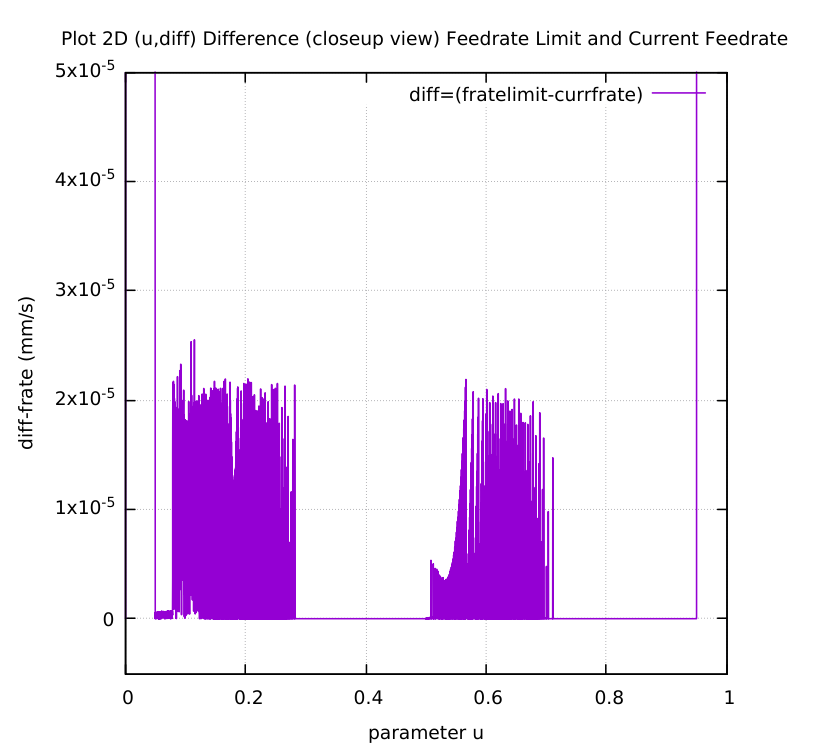 Plot 2D (u,diff) Difference (closeup view) Feedrate Limit and Current Feedrate
diff=(fratelimit-currfrate)
5x10⁻⁵
4x10⁻⁵
3x10⁻⁵
2x10⁻⁵
1x10⁻⁵
0
diff-frate (mm/s)
0 0.2 0.4 0.6 0.8 1
parameter u